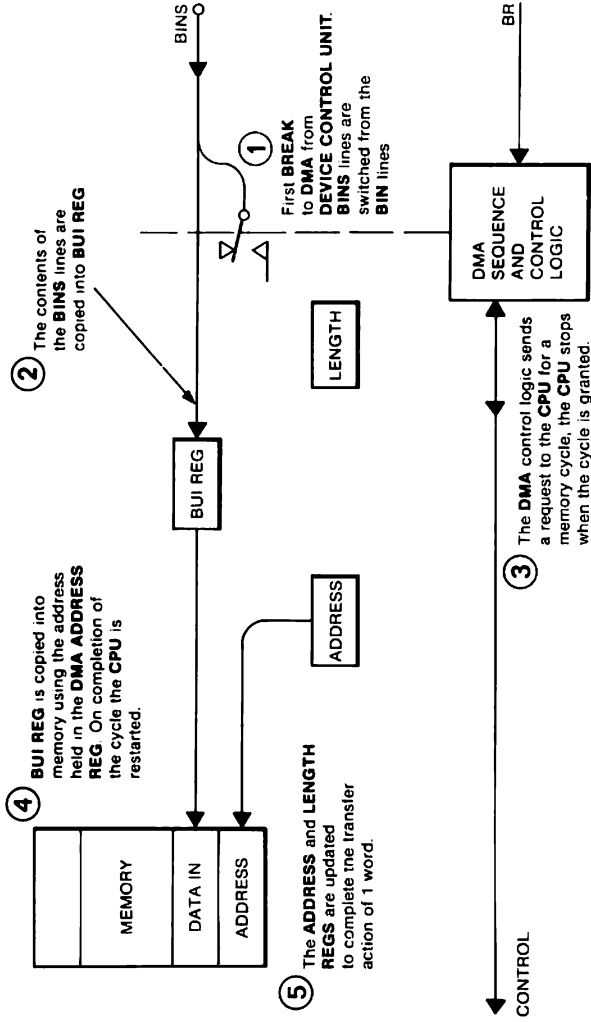 BINS
1
First BREAK
to DMA from
DEVICE CONTROL UNIT.
BINS lines are
switched from the
BIN lines
2
The contents of
the BINS lines are
copied into BUI REG
BUI REG
LENGTH
BR
DMA
SEQUENCE
AND
CONTROL
LOGIC
3
The DMA control logic sends
a request to the CPU for a
memory cycle, the CPU stops
when the cycle is granted.
4
BUI REG is copied into
memory using the address
held in the DMA ADDRESS
REG. On completion of
the cycle the CPU is
restarted.
MEMORY
DATA IN
ADDRESS
ADDRESS
5
The ADDRESS and LENGTH
REGS are updated
to complete the transfer
action of 1 word.
CONTROL